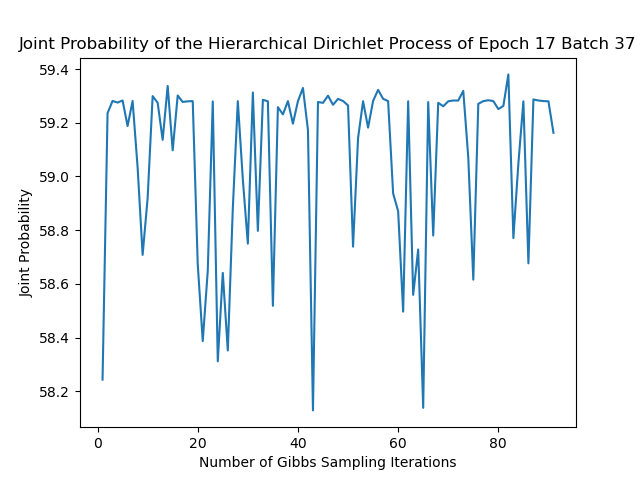 Joint Probability of the Hierarchical Dirichlet Process of Epoch 17 Batch 37
59.4
59.2
59.0
58.8
58.6
58.4
58.2
Joint Probability
0 20 40 60 80
Number of Gibbs Sampling Iterations